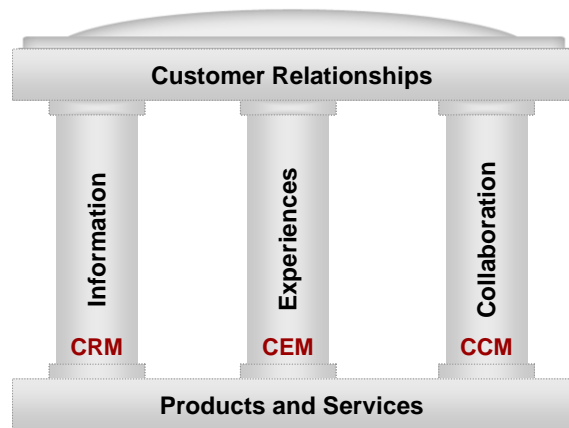 Customer Relationships
Information
Experiences
Collaboration
CRM
CEM
CCM
Products and Services